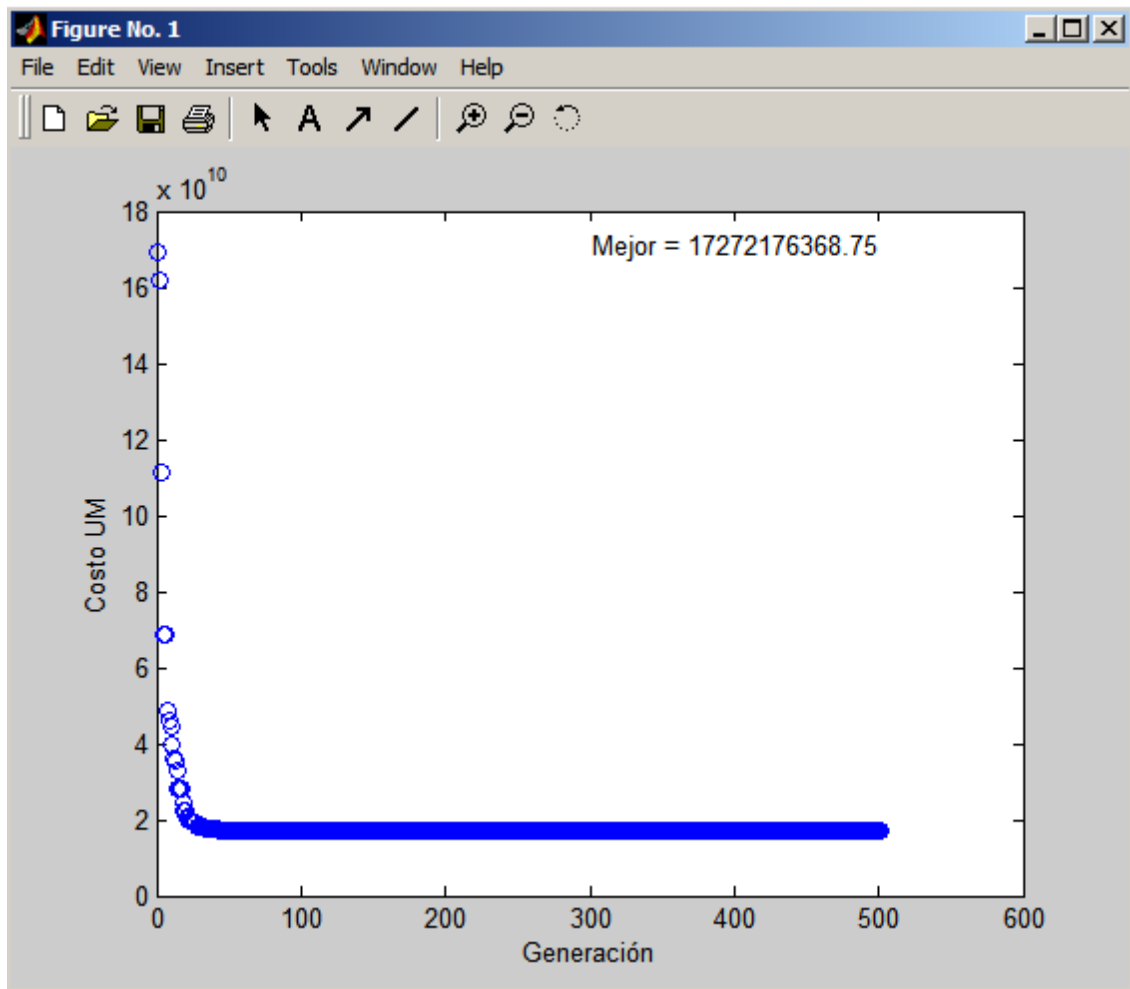 Figure No. 1
File Edit View Insert Tools Window Help
A
x 10^10
18
Mejor = 17272176368.75
16
14
12
10
8
6
4
2
0
Costo UM
0 100 200 300 400 500 600
Generación